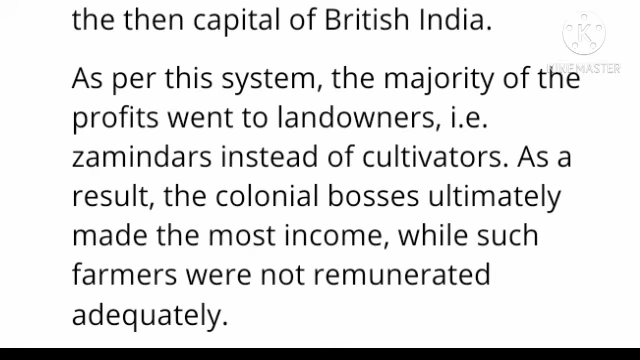 the then capital of British India.
As per this system, the majority of the
profits went to landowners, i.e.
zamindars instead of cultivators. As a
result, the colonial bosses ultimately
made the most income, while such
farmers were not remunerated
adequately.
K
KINEMASTER